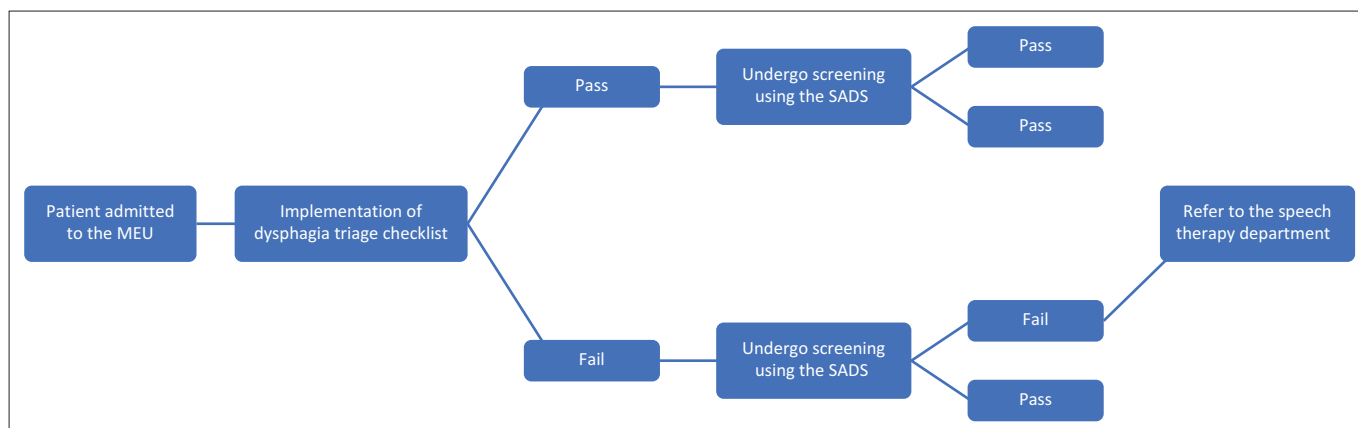 Patient admitted
to the MEU
Implementation of
dysphagia triage checklist
Pass
Undergo screening
using the SADS
Pass
Pass
Fail
Undergo screening
using the SADS
Fail
Pass
Refer to the speech
therapy department